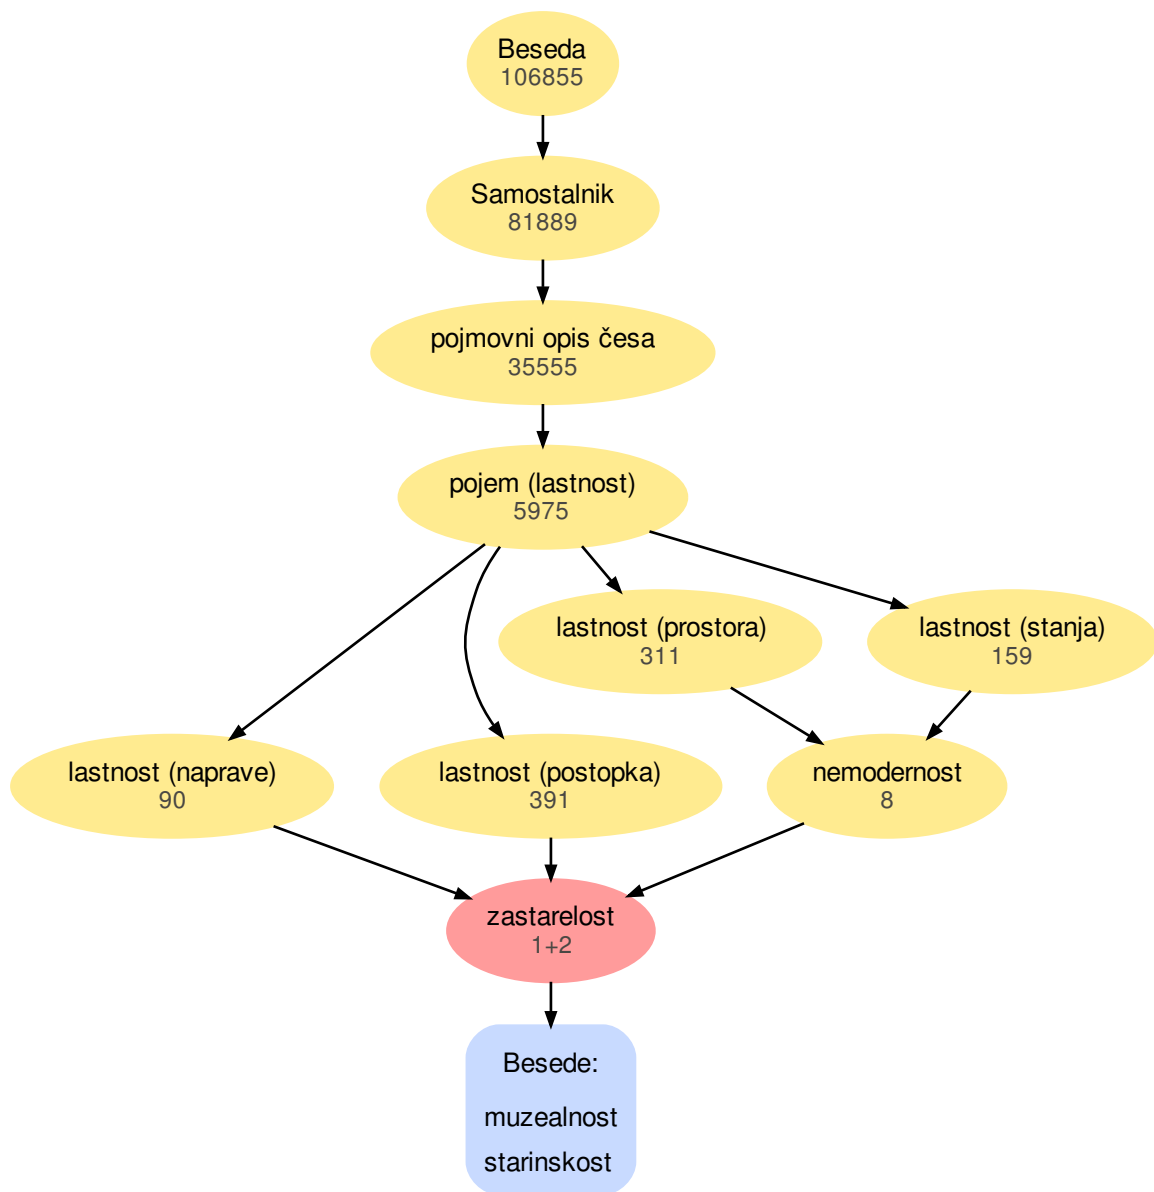 Beseda
106855
Samostalnik
81889
pojmovni opis česa
35555
pojem (lastnost)
5975
lastnost (prostora)
311
lastnost (stanja)
159
lastnost (naprave)
90
lastnost (postopka)
391
nemodernost
8
zastarelost
1+2
Besede:
muzealnost
starinskost